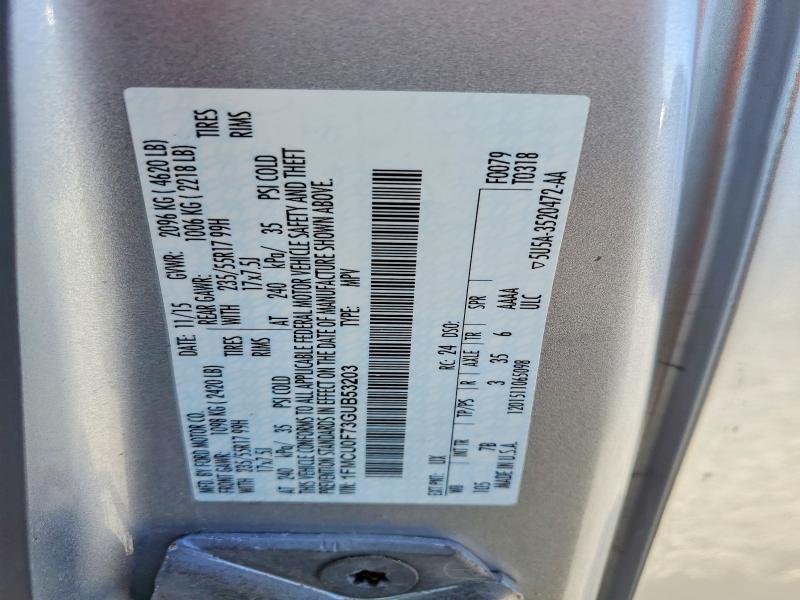 MFD. BY FORD MOTOR CO. DATE: 11/15 GVWR: 2096 KG ( 4620 LB)
FRONT GAWR: 1098 KG ( 2420 LB) REAR GAWR: 1006 KG ( 2218 LB)
WITH 235/55R17 99H TIRES WITH 235/55R17 99H TIRES
17x7.5J RIMS 17x7.5J RIMS
AT 240 kPa/ 35 PSI COLD AT 240 kPa/ 35 PSI COLD
THIS VEHICLE CONFORMS TO ALL APPLICABLE FEDERAL MOTOR VEHICLE SAFETY AND THEFT
PREVENTION STANDARDS IN EFFECT ON THE DATE OF MANUFACTURE SHOWN ABOVE.
VIN: 1FMCU0F73GUB53203 TYPE: MPV
EXT PNT: UX RC: 24 DSO: F0079
WB INT TR TP/PS R AXLE TR SPR T0318
105 7B 3 35 6 AAAA
MADE IN U.S.A. 12015111065098 ULC ▽5U5A-3520472-AA